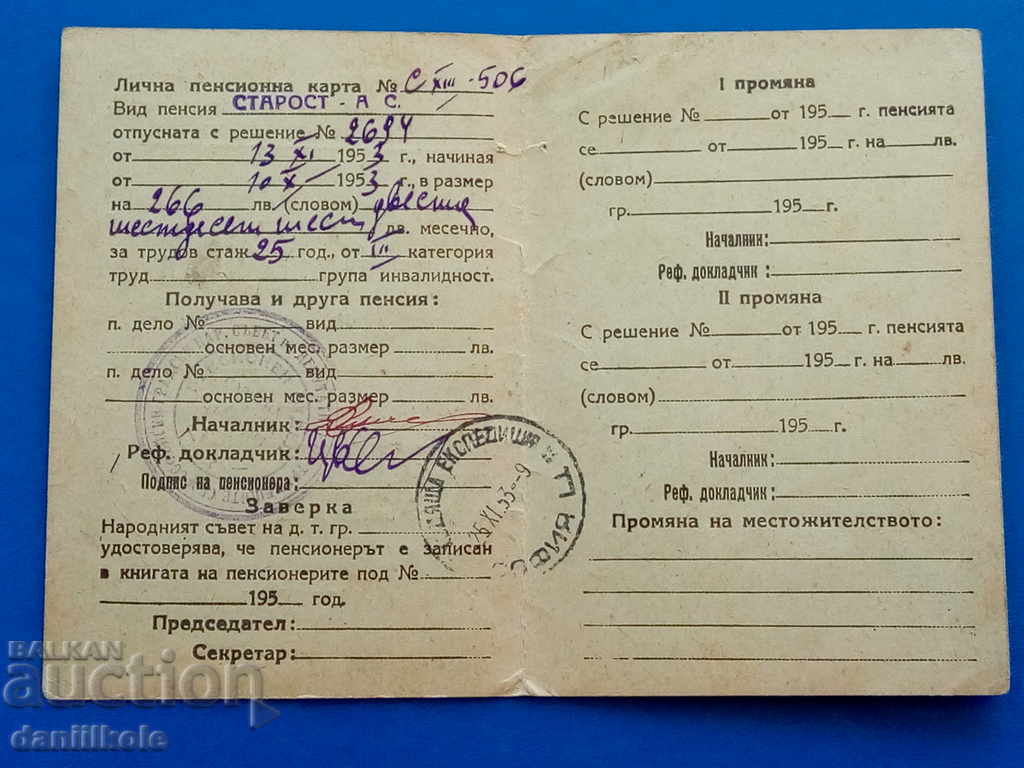 Лична пенсионна карта № С XIII - 506
Вид пенсия СТАРОСТ - А С.
отпусната с решение № 2694
от 13 XI 1953 г., начиная
от 10 X 1953 г., в размер
на 266 лв. (словом) двеста
шестдесет и шест лв. месечно,
за трудов стаж 25 год., от III категория
труд группа инвалидност.
Получава и друга пенсия:
п. дело № вид
основен мес. размер лв.
п. дело № вид
основен мес. размер лв.
Началник:
Реф. докладчик:
Подпис на пенсионера:
Заверка
Народният съвет на д. т. гр.
удостоверява, че пенсионерът е записан
в книгата на пенсионерите под №
195 год.
Председател:
Секретар:
ЕКСПЕДИЦИЯ
СОФИЯ
I промяна
С решение № от 195 г. пенсията
се от 195 г. на лв.
(словом)
гр. 195 г.
Началник:
Реф. докладчик:
II промяна
С решение № от 195 г. пенсията
се от 195 г. на лв.
(словом)
гр. 195 г.
Началник:
Реф. докладчик:
Промяна на местожителството:
BALKAN
auction
daniilkole